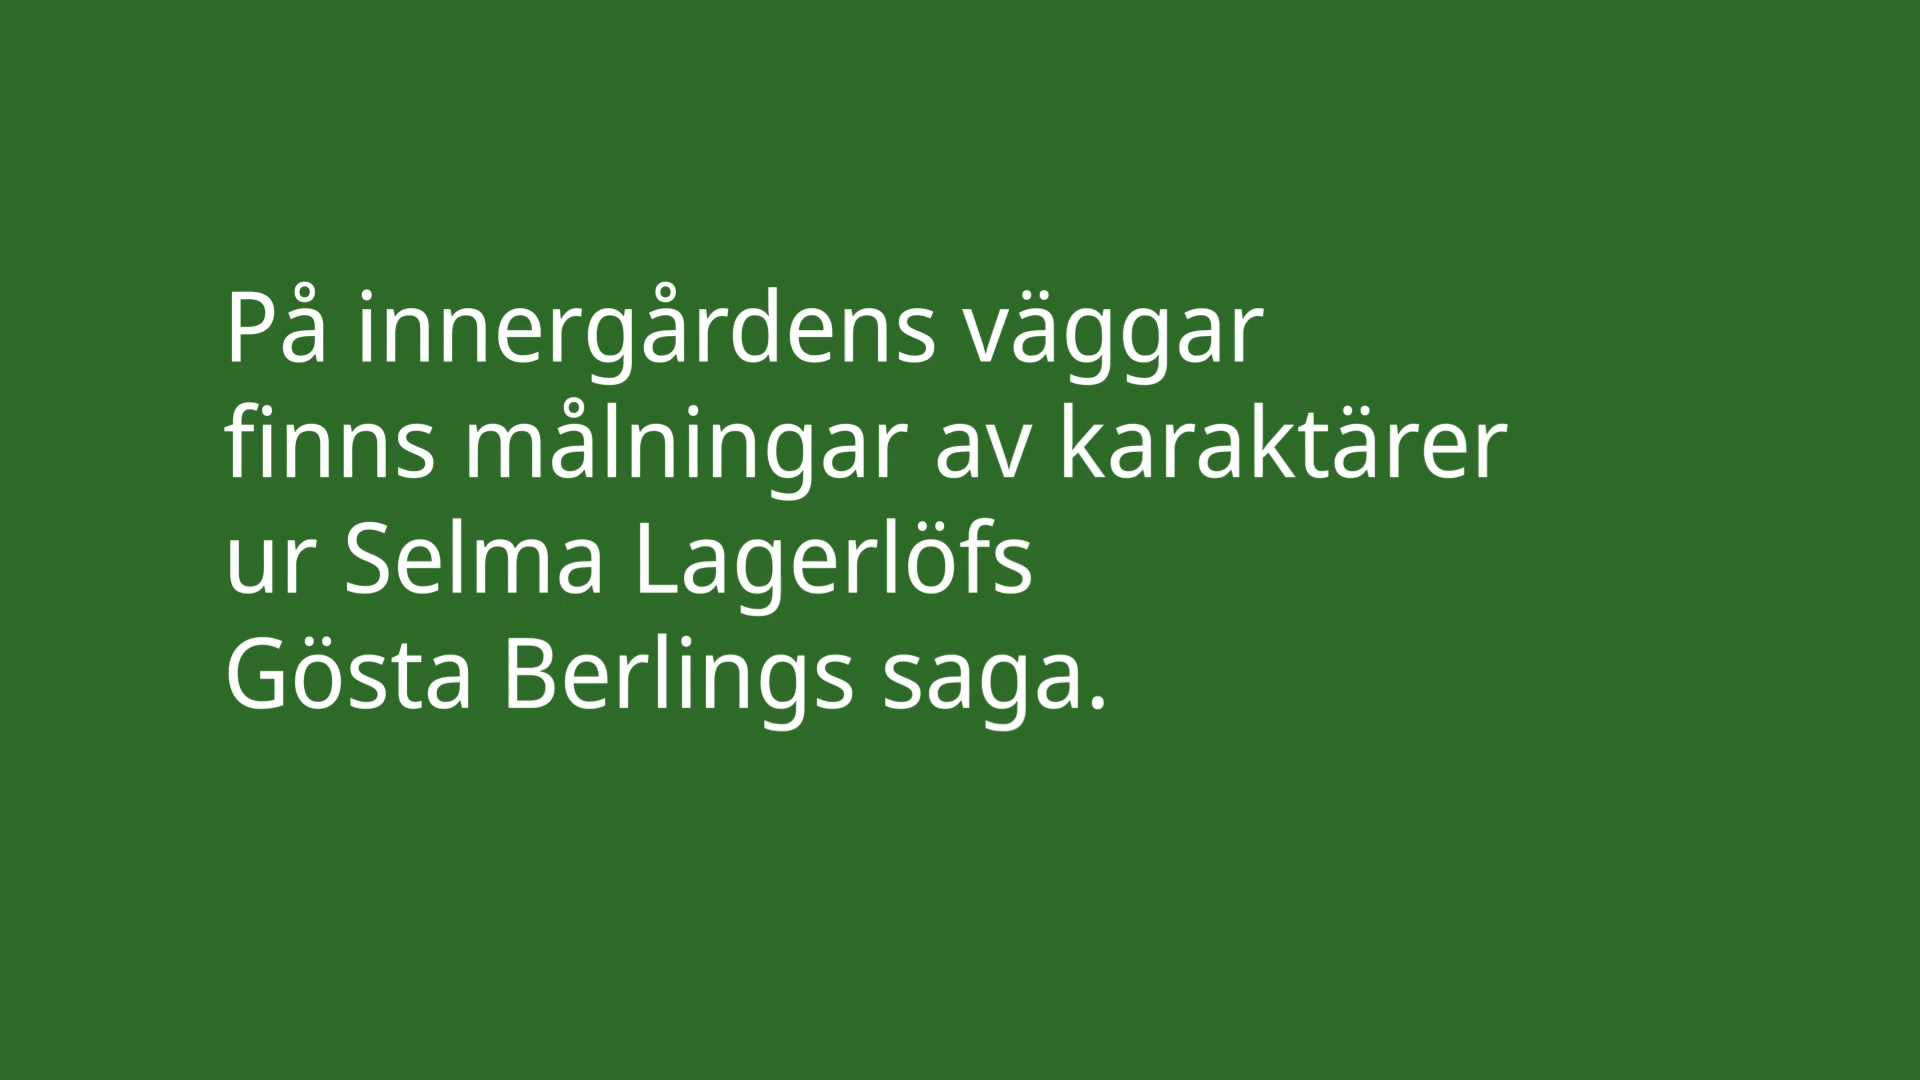 På innergårdens väggar
finns målningar av karaktärer
ur Selma Lagerlöfs
Gösta Berlings saga.